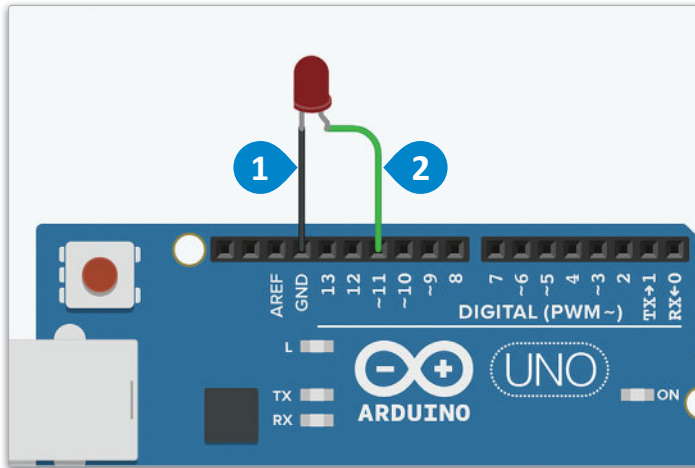 1
2
AREF
GND
13
12
~11
~10
~9
8
7
~6
~5
4
~3
2
TX→1
RX←0
DIGITAL (PWM~)
L
TX
RX
ARDUINO
UNO
ON